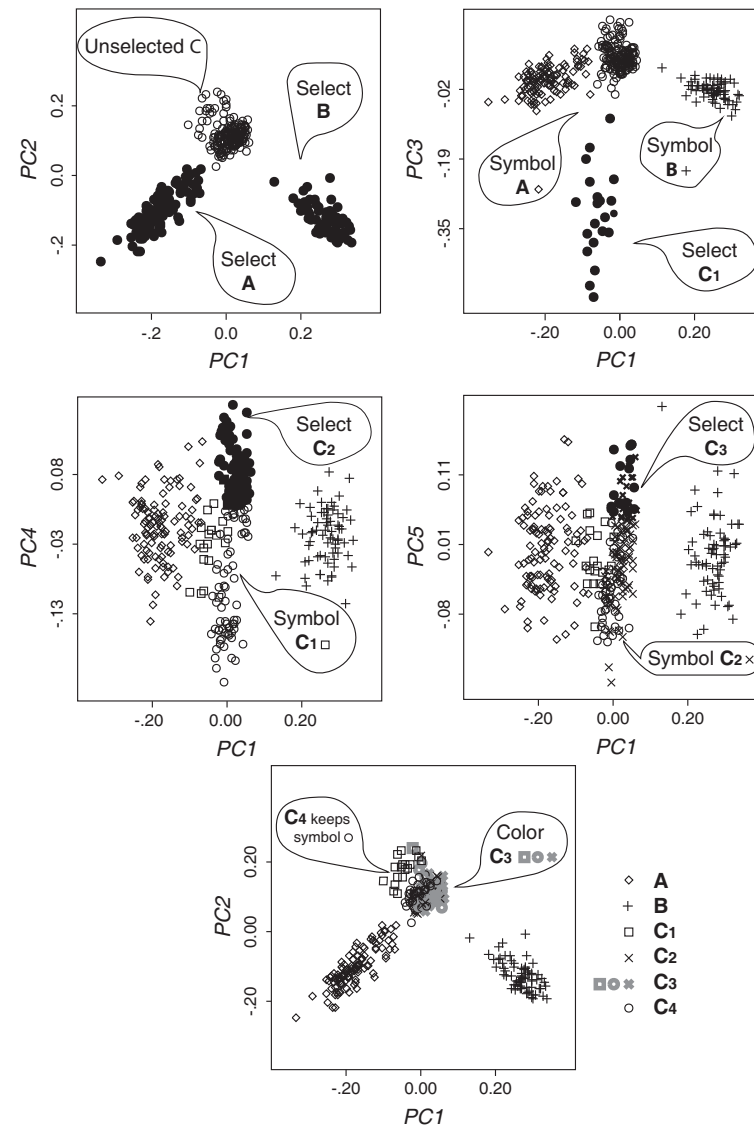 Unselected C
Select
B
Select
A
PC2
0.2
0.0
-.2
-.2
0.0
0.2
PC1
Symbol
A ◇
Symbol
B +
Select
C1
PC3
-.02
-.19
-.35
-.20
0.00
0.20
PC1
Select
C2
Symbol
C1 □
PC4
0.08
-.03
-.13
-.20
0.00
0.20
PC1
Select
C3
Symbol C2 ×
PC5
0.11
0.01
-.08
-.20
0.00
0.20
PC1
C4 keeps
symbol ○
Color
C3
PC2
0.20
0.00
-.20
-.20
0.00
0.20
PC1
◇ A
+ B
□ C1
× C2
C3
○ C4